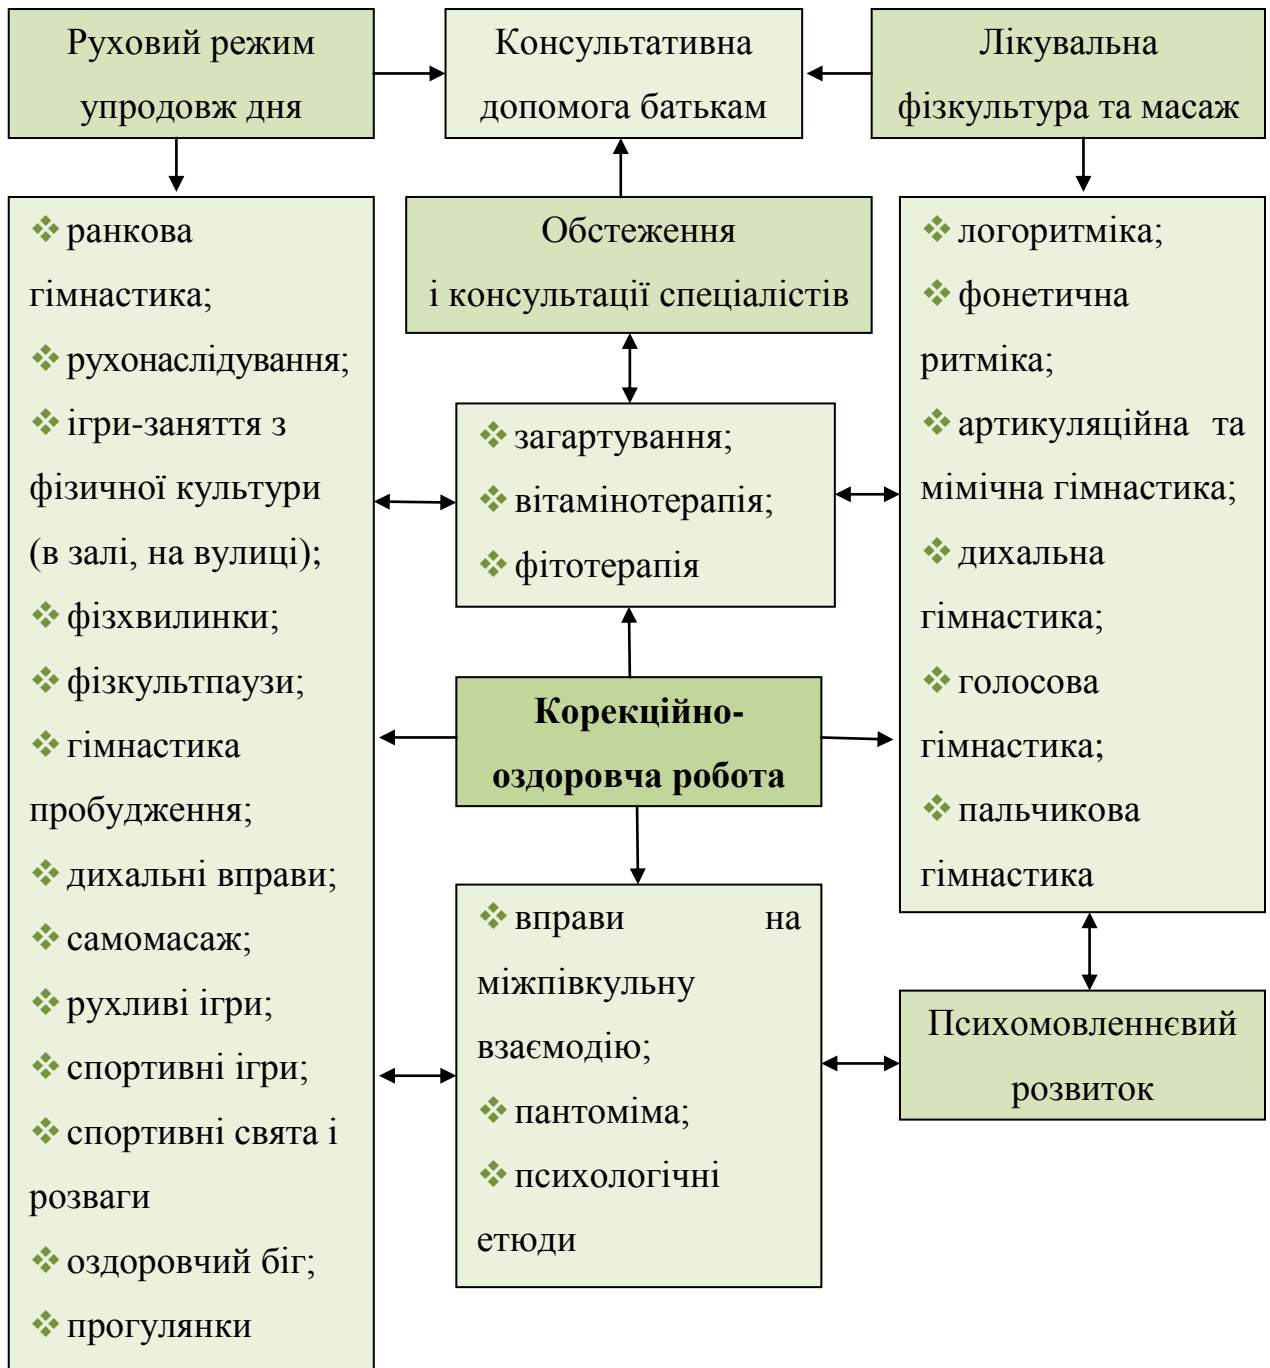 Руховий режим
упродовж дня
Консультативна
допомога батькам
Лікувальна
фізкультура та масаж
❖ ранкова
гімнастика;
❖ рухонаслідування;
❖ ігри-заняття з
фізичної культури
(в залі, на вулиці);
❖ фізхвилинки;
❖ фізкультпаузи;
❖ гімнастика
пробудження;
❖ дихальні вправи;
❖ самомасаж;
❖ рухливі ігри;
❖ спортивні ігри;
❖ спортивні свята і
розваги
❖ оздоровчий біг;
❖ прогулянки
Обстеження
і консультації спеціалістів
❖ загартування;
❖ вітамінотерапія;
❖ фітотерапія
Корекційно-
оздоровча робота
❖ вправи на
міжпівкульну
взаємодію;
❖ пантоміма;
❖ психологічні
етюди
❖ логоритміка;
❖ фонетична
ритміка;
❖ артикуляційна та
мімічна гімнастика;
❖ дихальна
гімнастика;
❖ голосова
гімнастика;
❖ пальчикова
гімнастика
Психомовленнєвий
розвиток